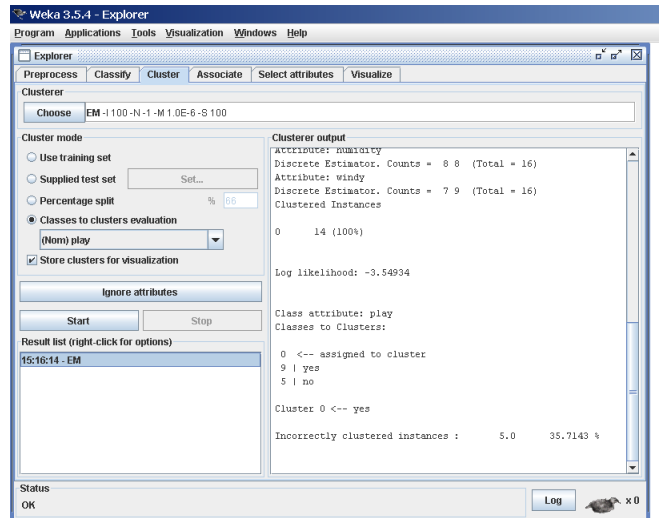 Weka 3.5.4 - Explorer
Program Applications Tools Visualization Windows Help
Explorer
Preprocess Classify Cluster Associate Select attributes Visualize
Clusterer
Choose EM -I 100 -N -1 -M 1.0E-6 -S 100
Cluster mode
Use training set
Supplied test set Set...
Percentage split % 66
Classes to clusters evaluation
(Nom) play
Store clusters for visualization
Ignore attributes
Start Stop
Result list (right-click for options)
15:16:14 - EM
Clusterer output
Attribute: humidity
Discrete Estimator. Counts = 8 8 (Total = 16)
Attribute: windy
Discrete Estimator. Counts = 7 9 (Total = 16)
Clustered Instances
0 14 (100%)
Log likelihood: -3.54934
Class attribute: play
Classes to Clusters:
0 <-- assigned to cluster
9 | yes
5 | no
Cluster 0 <-- yes
Incorrectly clustered instances : 5.0 35.7143 %
Status
OK
Log x 0